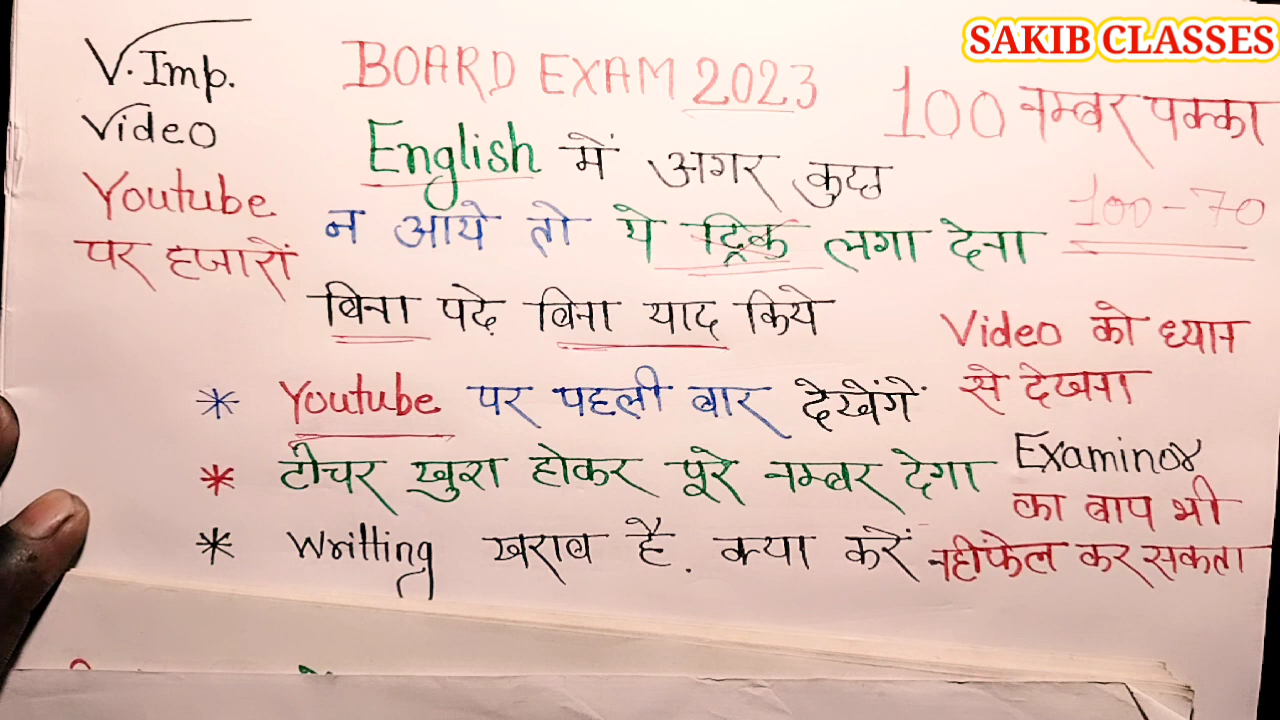 SAKIB CLASSES
V. Imp.
Video
Youtube
पर हजारों
BOARD EXAM 2023
100 नम्बर पक्का
English में अगर कुछ
100-70
न आये तो ये ट्रिक लगा देना
बिना पढ़े बिना याद किये
Video को ध्यान
से देखना
* Youtube पर पहली बार देखेंगें
* टीचर खुश होकर पूरे नम्बर देगा
Examinor
का बाप भी
नही फेल कर सकता
* Writting खराब है. क्या करें